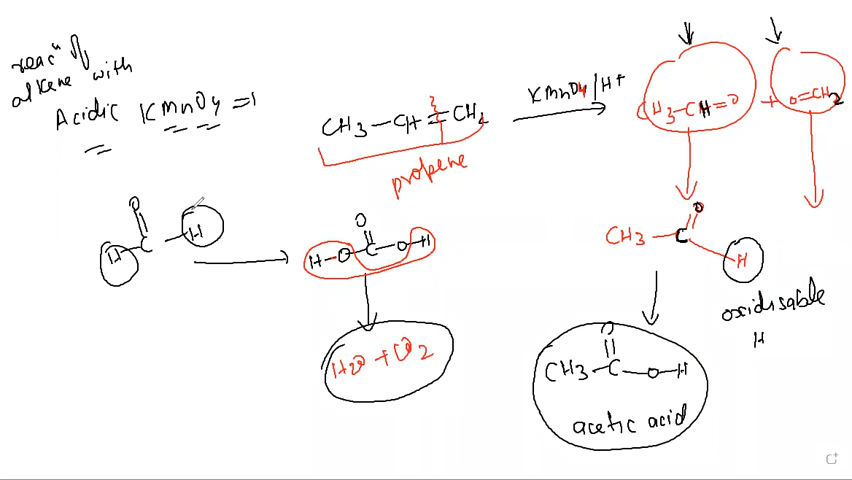 reacⁿ of
alkene with
Acidic KMnO4 =1
CH3-CH=CH2
propene
KMnO4/H+
CH3-CH=O + O=CH2
O
H-C-H
O
H-O-C-O-H
H2O + CO2
O
CH3-C
H
oxidisable
H
O
CH3-C-O-H
acetic acid